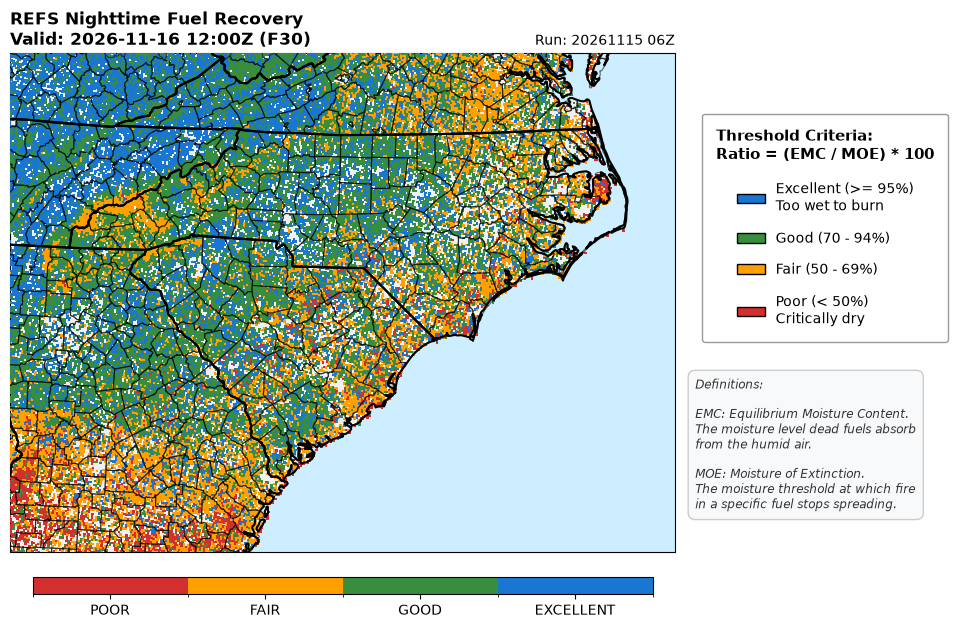 REFS Nighttime Fuel Recovery
Valid: 2026-11-16 12:00Z (F30)
Run: 20261115 06Z
Threshold Criteria:
Ratio = (EMC / MOE) * 100
Excellent (>= 95%)
Too wet to burn
Good (70 - 94%)
Fair (50 - 69%)
Poor (< 50%)
Critically dry
Definitions:
EMC: Equilibrium Moisture Content.
The moisture level dead fuels absorb
from the humid air.
MOE: Moisture of Extinction.
The moisture threshold at which fire
in a specific fuel stops spreading.
POOR FAIR GOOD EXCELLENT